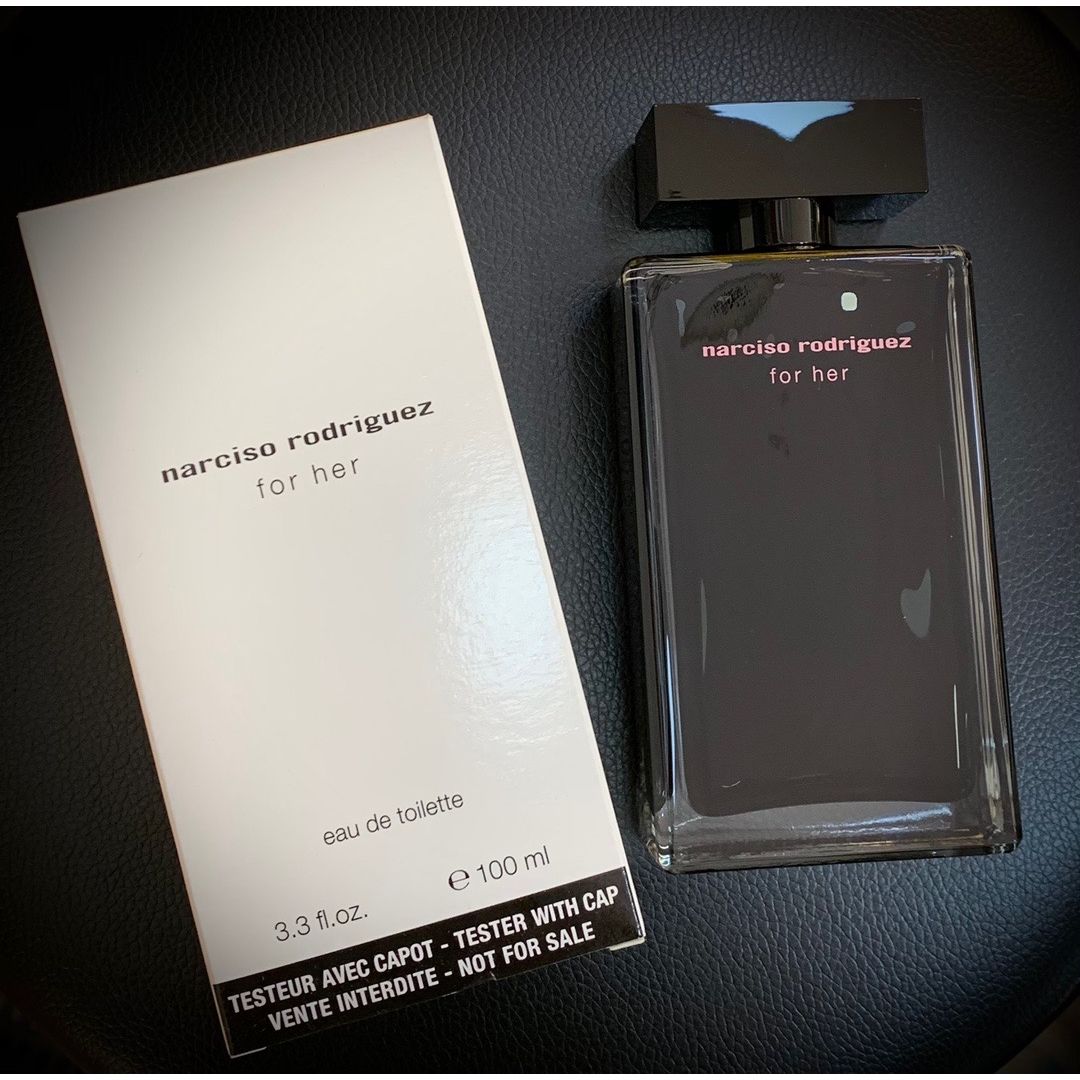 narciso rodriguez
for her
eau de toilette
3.3 fl.oz.
℮ 100 ml
TESTEUR AVEC CAPOT - TESTER WITH CAP
VENTE INTERDITE - NOT FOR SALE
narciso rodriguez
for her